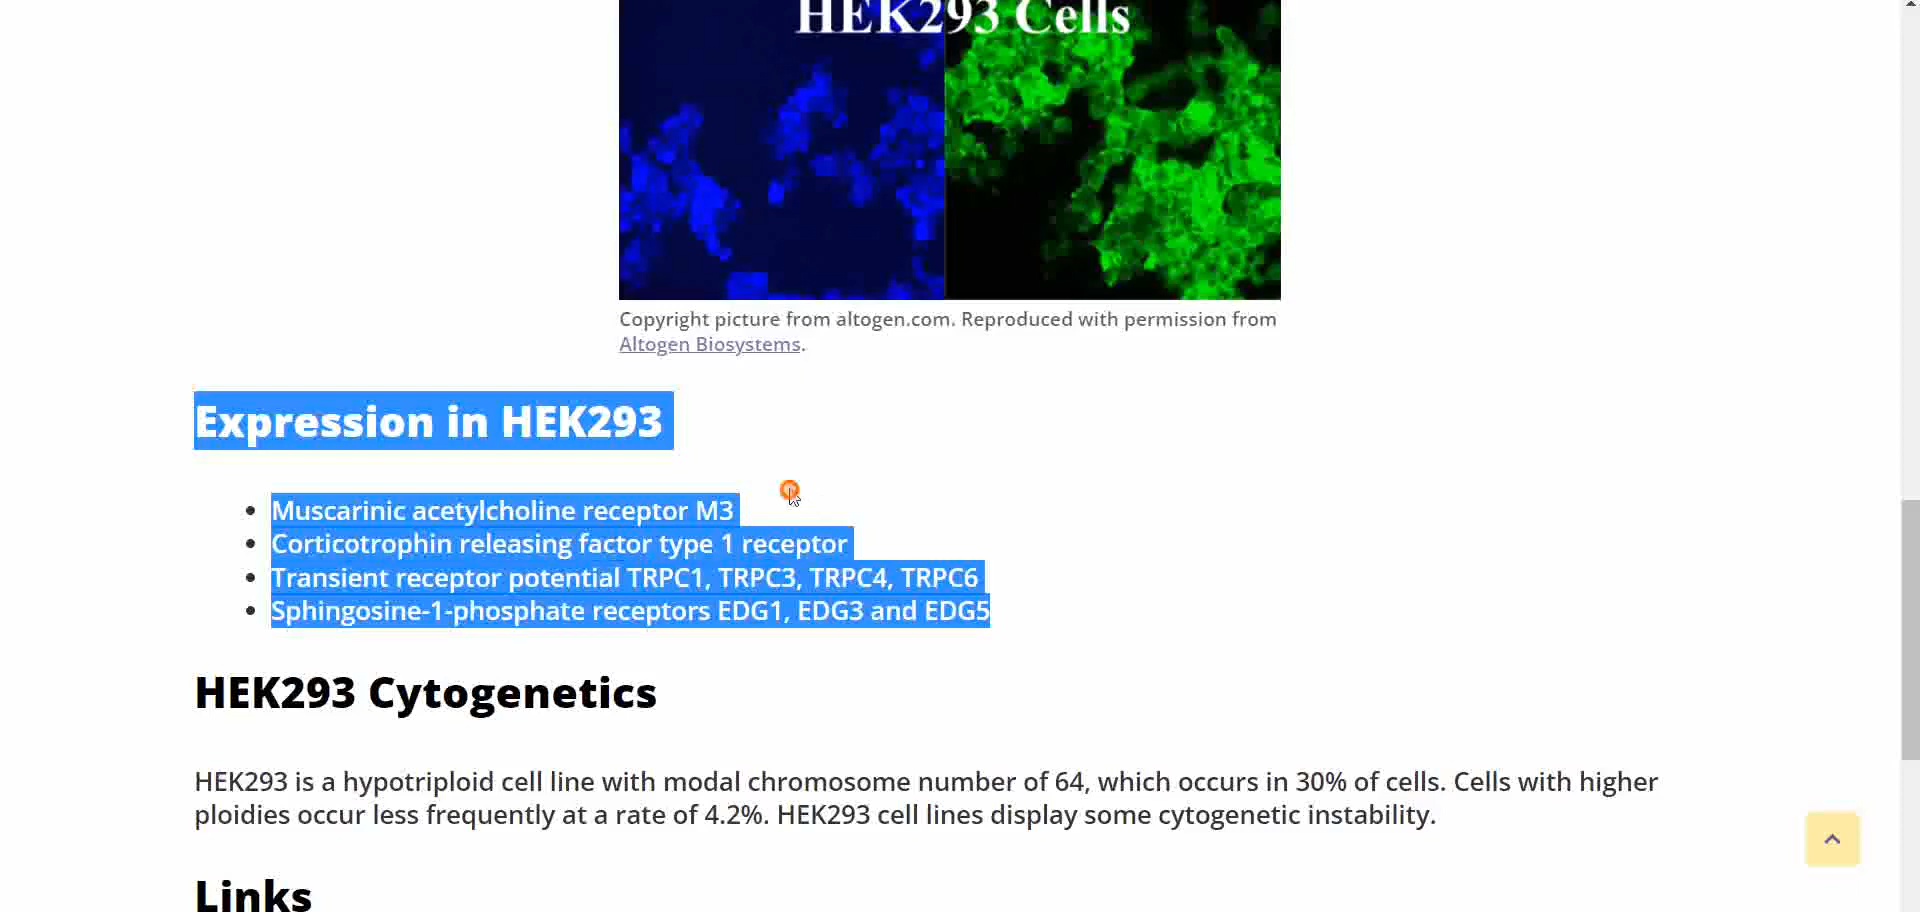 HEK293 Cells
Copyright picture from altogen.com. Reproduced with permission from
Altogen Biosystems.
Expression in HEK293
Muscarinic acetylcholine receptor M3
Corticotrophin releasing factor type 1 receptor
Transient receptor potential TRPC1, TRPC3, TRPC4, TRPC6
Sphingosine-1-phosphate receptors EDG1, EDG3 and EDG5
HEK293 Cytogenetics
HEK293 is a hypotriploid cell line with modal chromosome number of 64, which occurs in 30% of cells. Cells with higher
ploidies occur less frequently at a rate of 4.2%. HEK293 cell lines display some cytogenetic instability.
Links